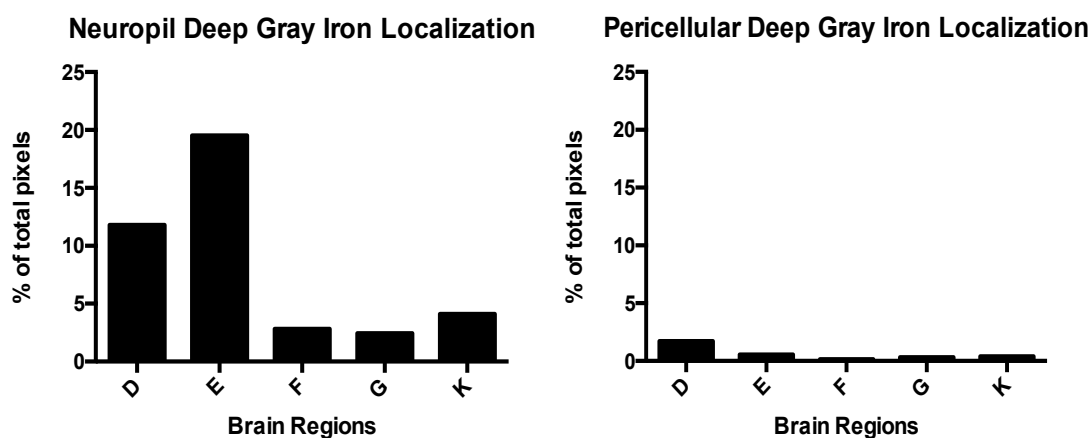 Neuropil Deep Gray Iron Localization
25
20
15
10
5
0
% of total pixels
D
E
F
G
K
Brain Regions
Pericellular Deep Gray Iron Localization
25
20
15
10
5
0
% of total pixels
D
E
F
G
K
Brain Regions